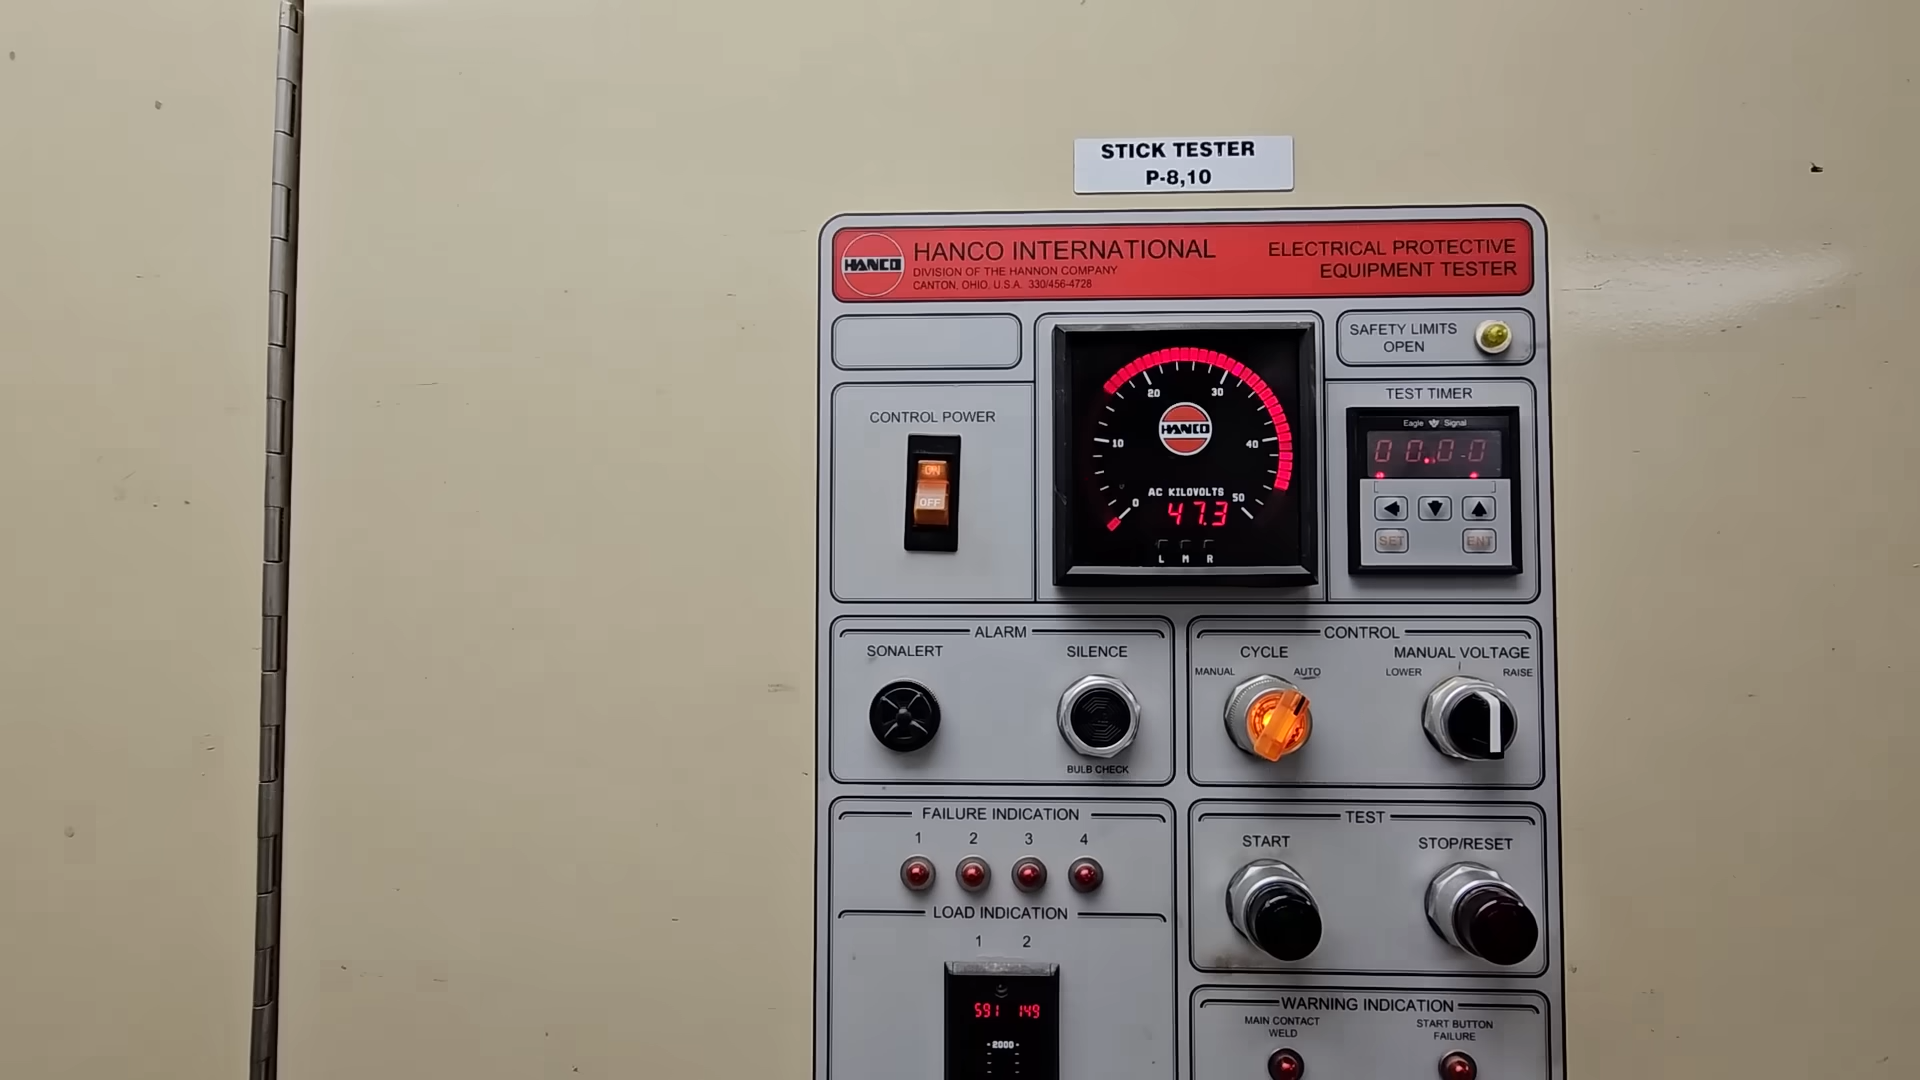 STICK TESTER
P-8,10
HANCO
HANCO INTERNATIONAL
DIVISION OF THE HANNON COMPANY
CANTON, OHIO, U.S.A. 330/456-4728
ELECTRICAL PROTECTIVE
EQUIPMENT TESTER
SAFETY LIMITS
OPEN
CONTROL POWER
ON
OFF
0
10
20
30
40
50
HANCO
AC KILOVOLTS
47.3
L M R
TEST TIMER
Eagle Signal
SET
ENT
ALARM
SONALERT
SILENCE
BULB CHECK
CONTROL
CYCLE
MANUAL
AUTO
MANUAL VOLTAGE
LOWER
RAISE
FAILURE INDICATION
1 2 3 4
LOAD INDICATION
1 2
591 149
-2000-
TEST
START
STOP/RESET
WARNING INDICATION
MAIN CONTACT
WELD
START BUTTON
FAILURE